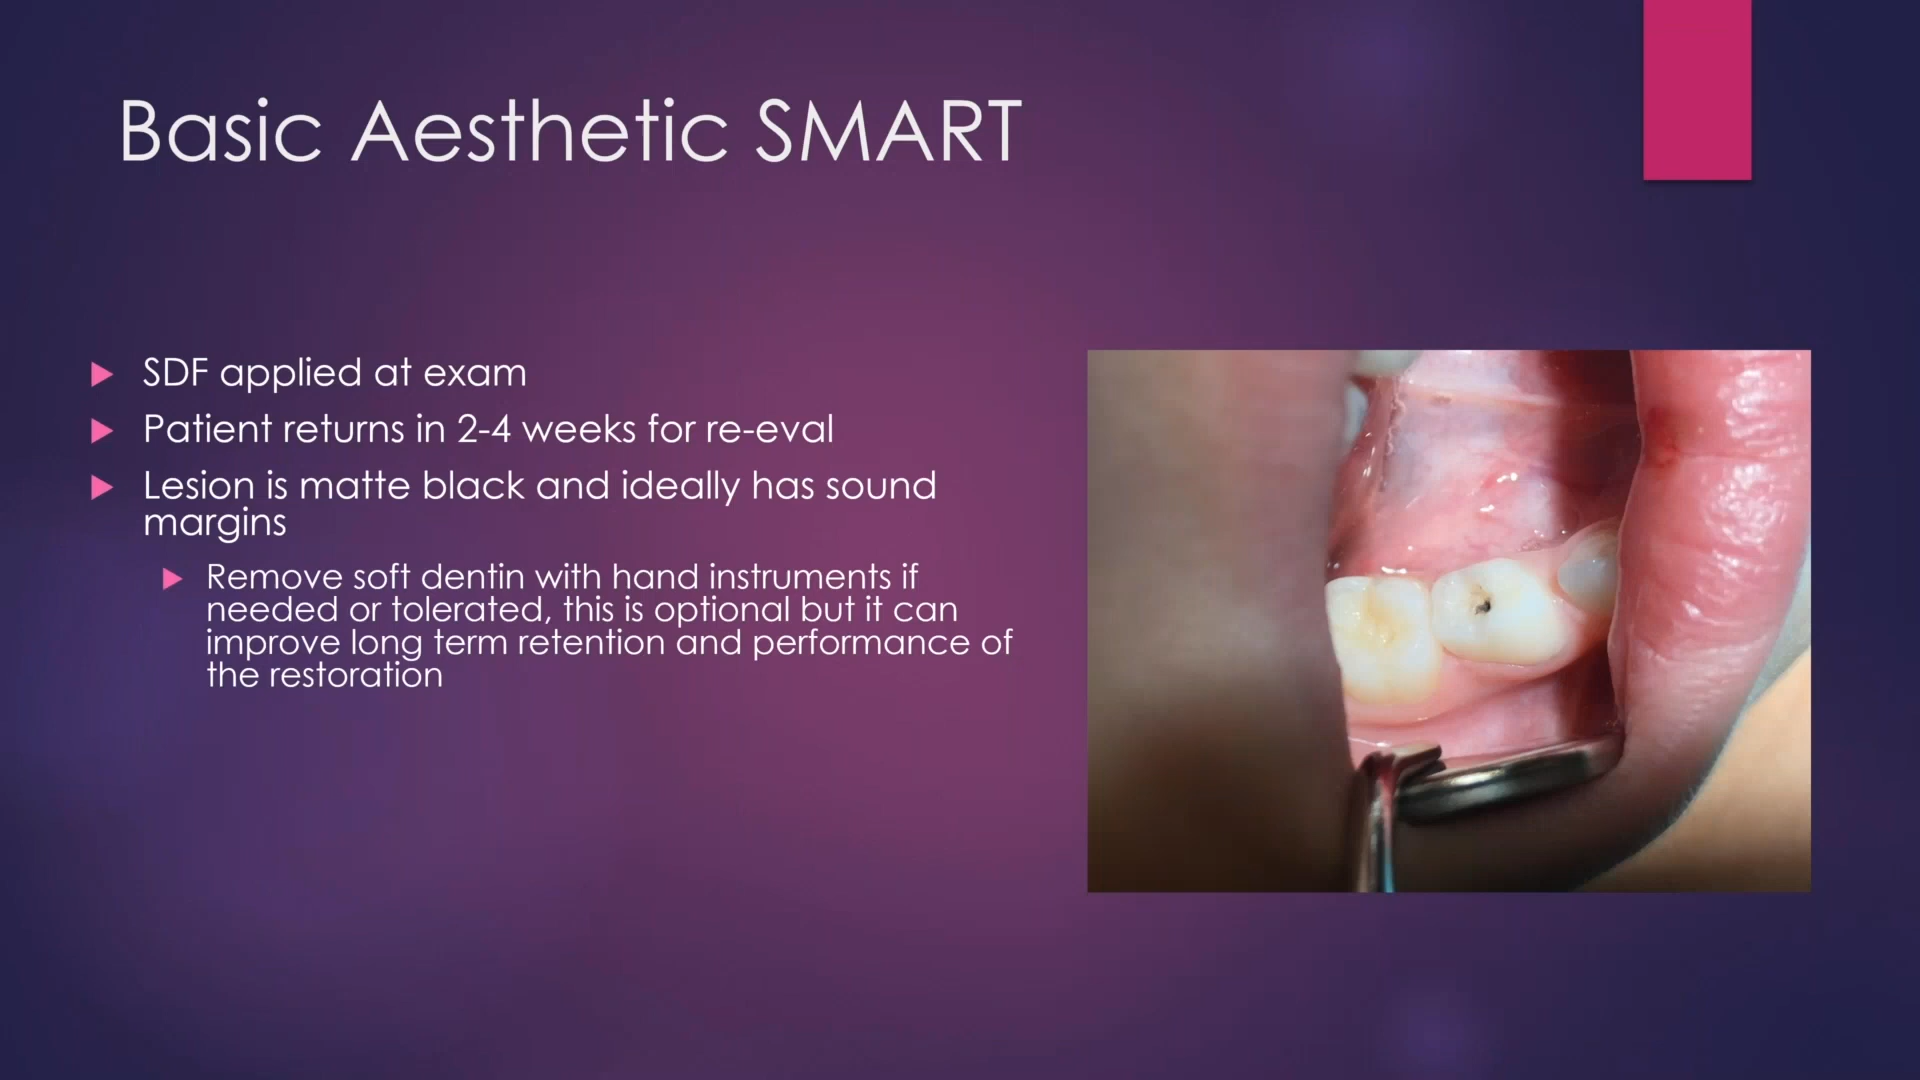 Basic Aesthetic SMART
SDF applied at exam
Patient returns in 2-4 weeks for re-eval
Lesion is matte black and ideally has sound
margins
Remove soft dentin with hand instruments if
needed or tolerated, this is optional but it can
improve long term retention and performance of
the restoration